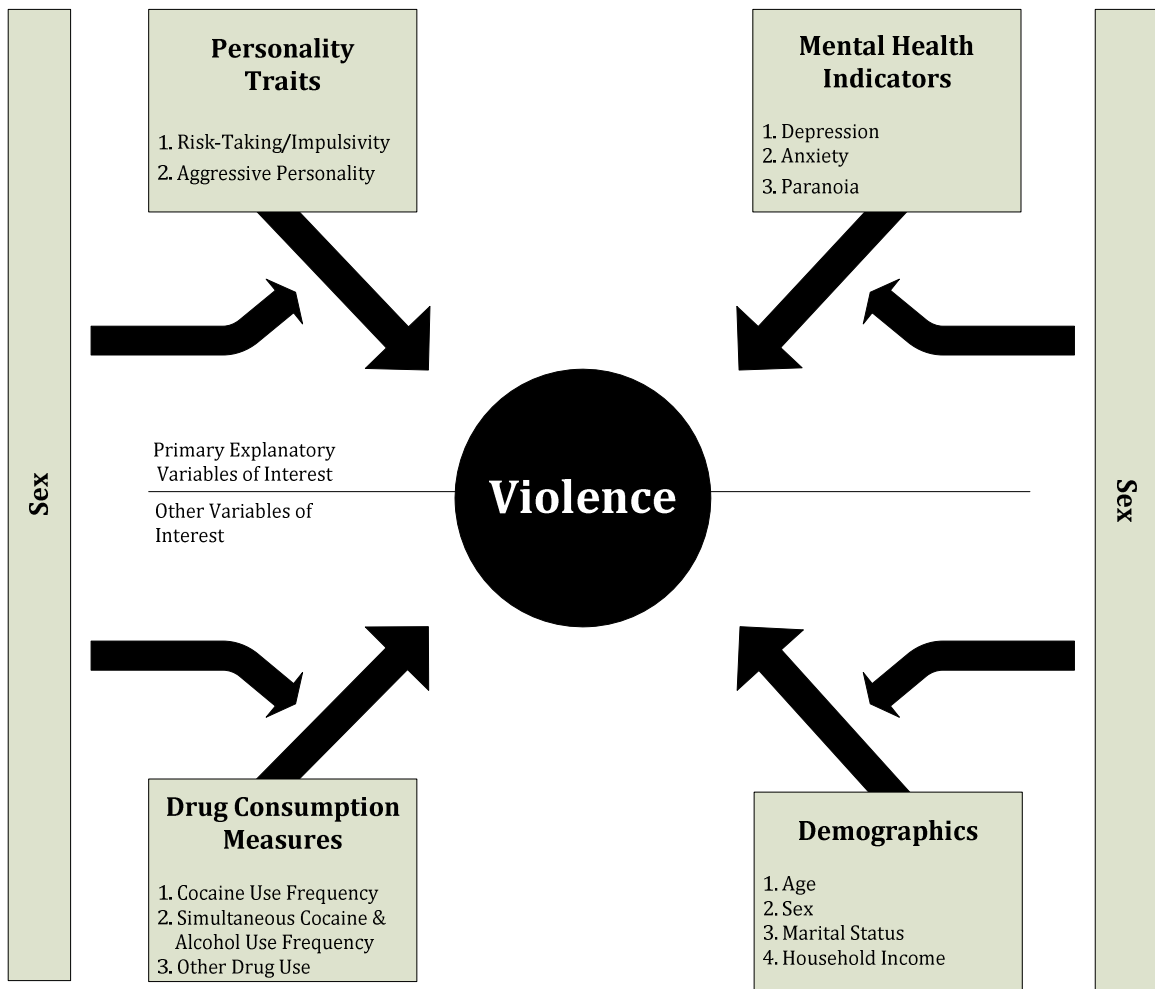 Sex
Personality
Traits
1. Risk-Taking/Impulsivity
2. Aggressive Personality
Mental Health
Indicators
1. Depression
2. Anxiety
3. Paranoia
Primary Explanatory
Variables of Interest
Other Variables of
Interest
Violence
Drug Consumption
Measures
1. Cocaine Use Frequency
2. Simultaneous Cocaine &
Alcohol Use Frequency
3. Other Drug Use
Demographics
1. Age
2. Sex
3. Marital Status
4. Household Income
Sex